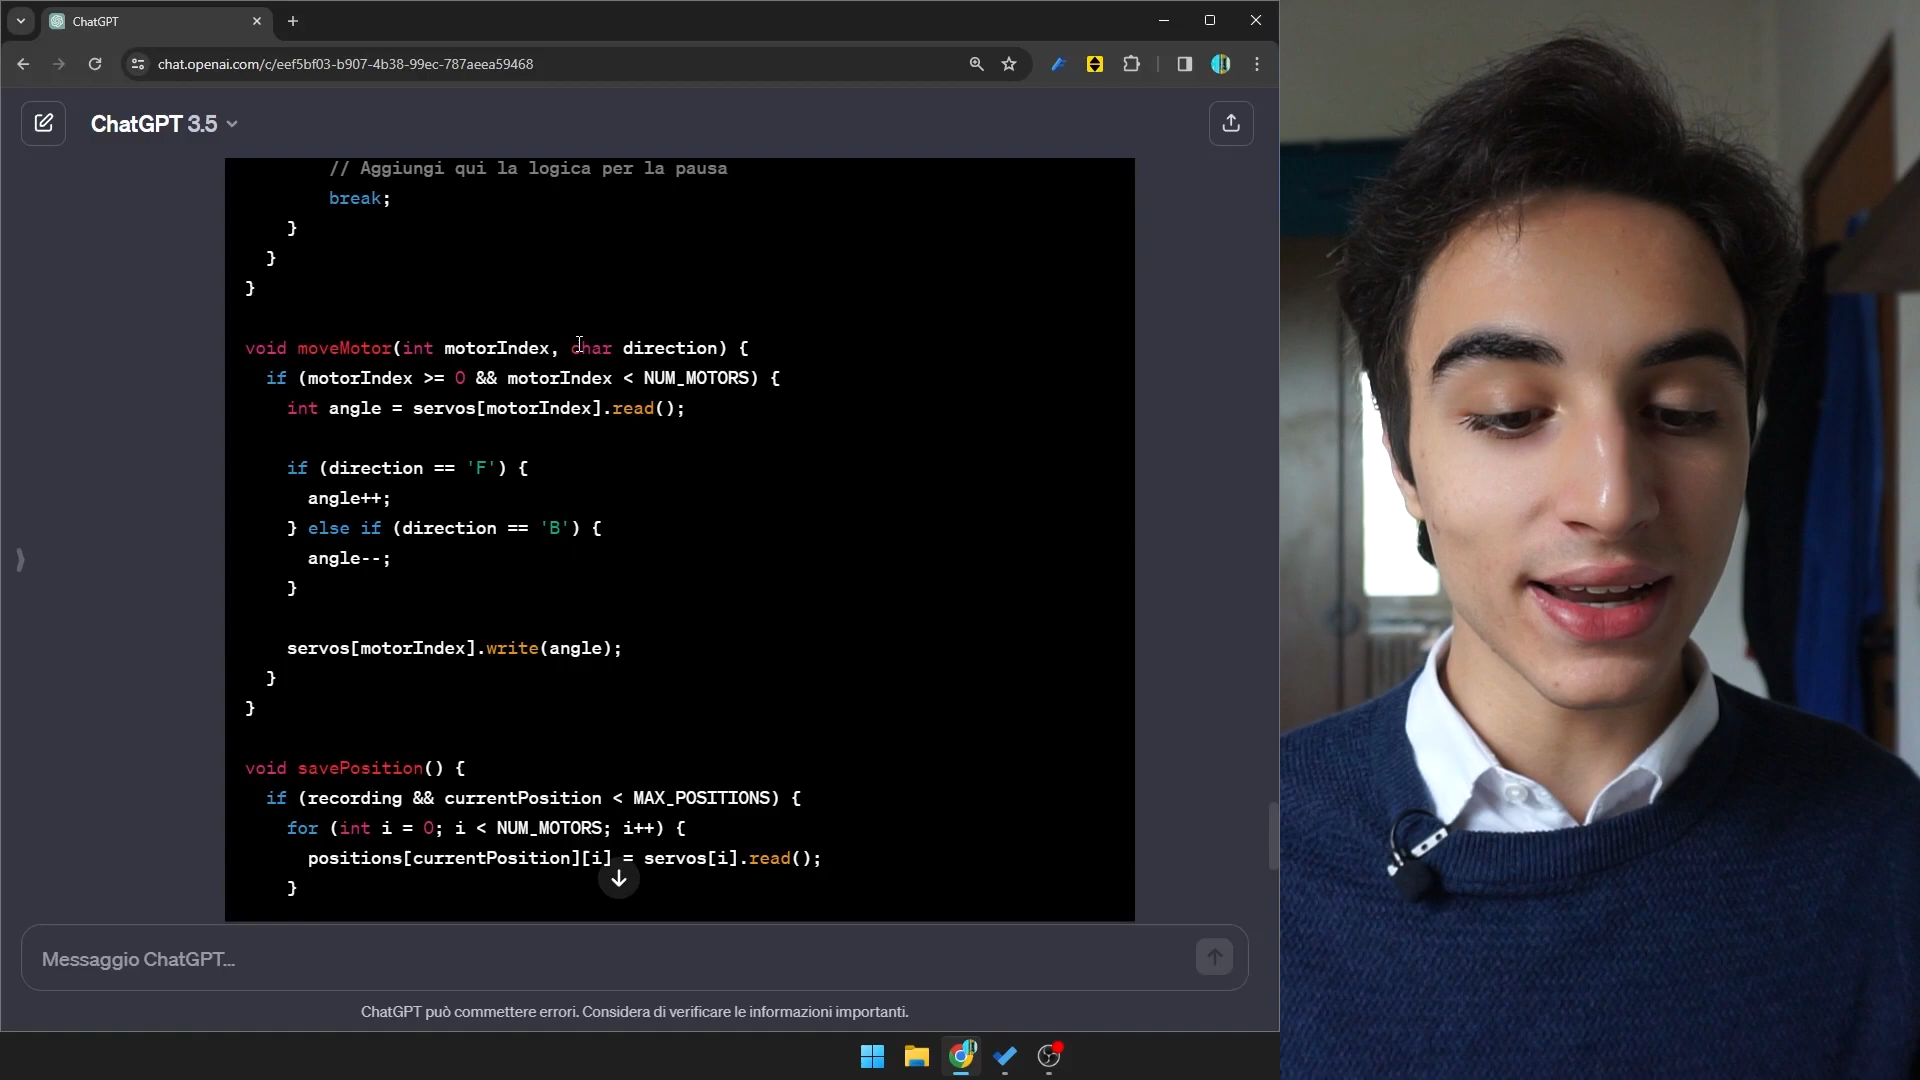 ChatGPT
chat.openai.com/c/eef5bf03-b907-4b38-99ec-787aeea59468
ChatGPT 3.5
// Aggiungi qui la logica per la pausa
break;
}
}
}
void moveMotor(int motorIndex, char direction) {
if (motorIndex >= 0 && motorIndex < NUM_MOTORS) {
int angle = servos[motorIndex].read();
if (direction == 'F') {
angle++;
} else if (direction == 'B') {
angle--;
}
servos[motorIndex].write(angle);
}
}
void savePosition() {
if (recording && currentPosition < MAX_POSITIONS) {
for (int i = 0; i < NUM_MOTORS; i++) {
positions[currentPosition][i] = servos[i].read();
}
Messaggio ChatGPT...
ChatGPT può commettere errori. Considera di verificare le informazioni importanti.